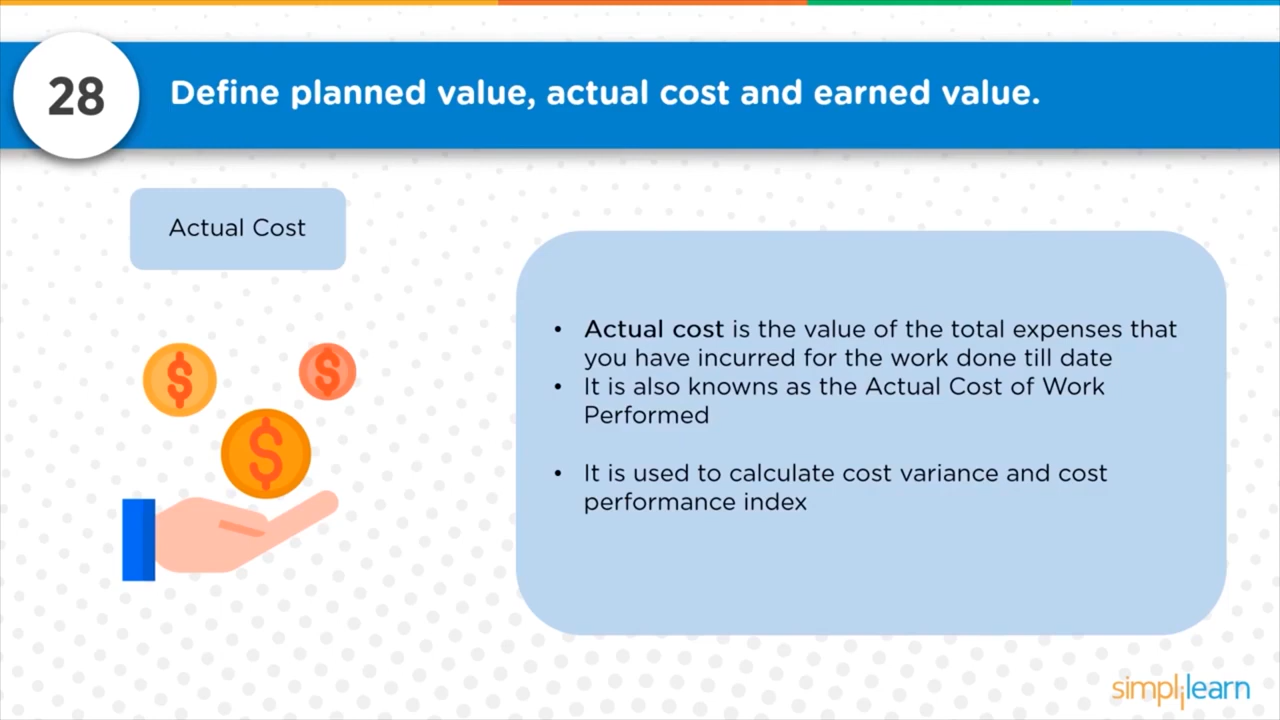 28
Define planned value, actual cost and earned value.
Actual Cost
$
$
$
• Actual cost is the value of the total expenses that
you have incurred for the work done till date
• It is also knowns as the Actual Cost of Work
Performed
• It is used to calculate cost variance and cost
performance index
simplilearn